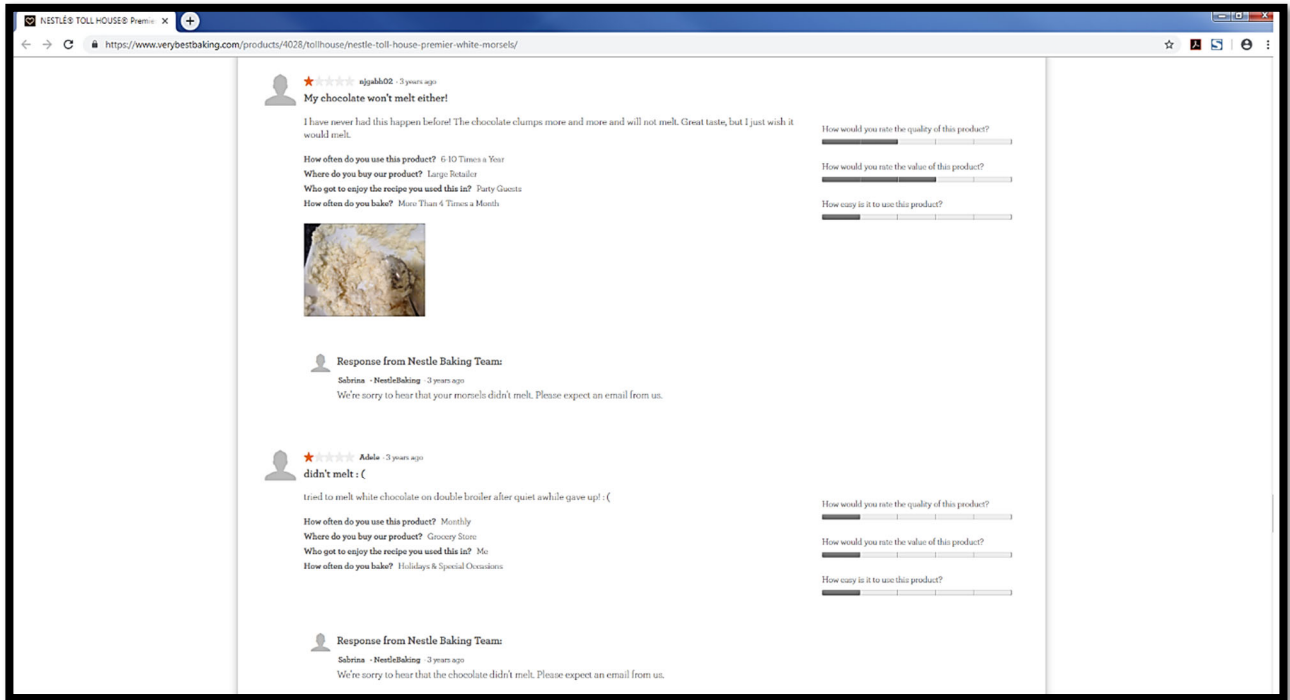 NESTLÉ® TOLL HOUSE® Premie
https://www.verybestbaking.com/products/4028/tollhouse/nestle-toll-house-premier-white-morsels/
njgabh02 - 3 years ago
My chocolate won't melt either!
I have never had this happen before! The chocolate clumps more and more and will not melt. Great taste, but I just wish it
would melt.
How often do you use this product? 6-10 Times a Year
Where do you buy our product? Large Retailer
Who got to enjoy the recipe you used this in? Party Guests
How often do you bake? More Than 4 Times a Month
How would you rate the quality of this product?
How would you rate the value of this product?
How easy is it to use this product?
Response from Nestle Baking Team:
Sabrina - NestleBaking - 3 years ago
We're sorry to hear that your morsels didn't melt. Please expect an email from us.
Adele - 3 years ago
didn't melt : (
tried to melt white chocolate on double broiler after quiet awhile gave up! : (
How often do you use this product? Monthly
Where do you buy our product? Grocery Store
Who got to enjoy the recipe you used this in? Me
How often do you bake? Holidays & Special Occasions
How would you rate the quality of this product?
How would you rate the value of this product?
How easy is it to use this product?
Response from Nestle Baking Team:
Sabrina - NestleBaking - 3 years ago
We're sorry to hear that the chocolate didn't melt. Please expect an email from us.